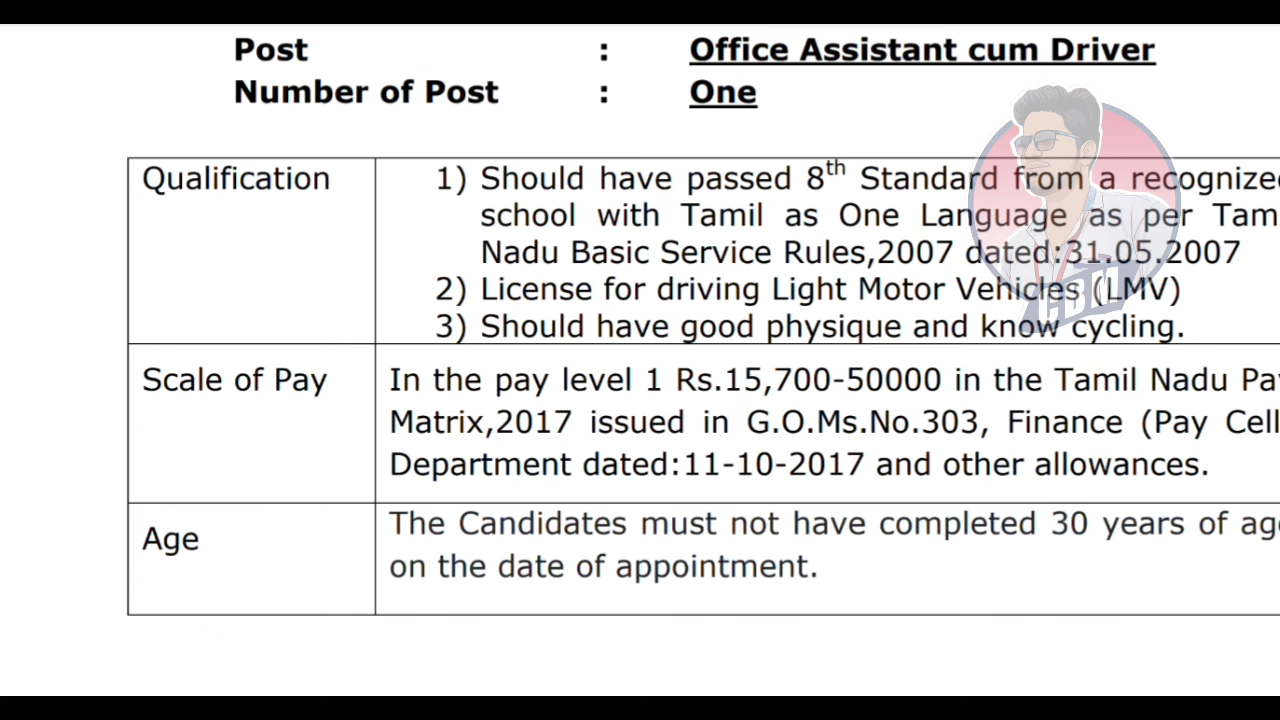 Post : Office Assistant cum Driver
Number of Post : One
Qualification
1) Should have passed 8th Standard from a recognized
school with Tamil as One Language as per Tam
Nadu Basic Service Rules,2007 dated:31.05.2007
2) License for driving Light Motor Vehicles (LMV)
3) Should have good physique and know cycling.
Scale of Pay
In the pay level 1 Rs.15,700-50000 in the Tamil Nadu Pay
Matrix,2017 issued in G.O.Ms.No.303, Finance (Pay Cell
Department dated:11-10-2017 and other allowances.
Age
The Candidates must not have completed 30 years of age
on the date of appointment.